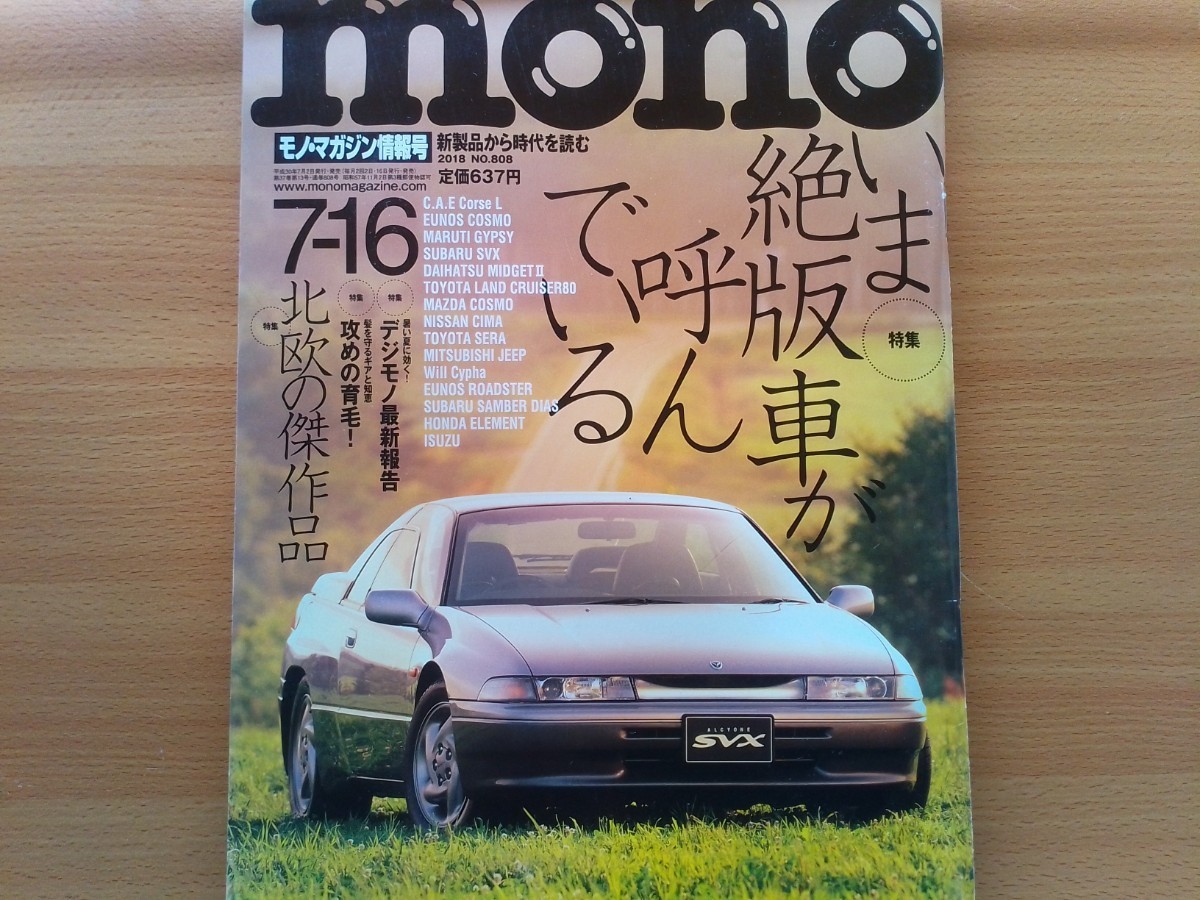 mono
モノ・マガジン情報号
新製品から時代を読む
2018 NO.808
定価637円
www.monomagazine.com
7-16
C.A.E Corse L
EUNOS COSMO
MARUTI GYPSY
SUBARU SVX
DAIHATSU MIDGETⅡ
TOYOTA LAND CRUISER80
MAZDA COSMO
NISSAN CIMA
TOYOTA SERA
MITSUBISHI JEEP
Will Cypha
EUNOS ROADSTER
SUBARU SAMBER DIAS
HONDA ELEMENT
ISUZU
特集
いま
絶版車が
呼んで
いる
特集
暑い夏に効く!
デジモノ最新報告
特集
髪を守るギアと知恵
攻めの育毛!
特集
北欧の傑作品
ALCYONE
SVX